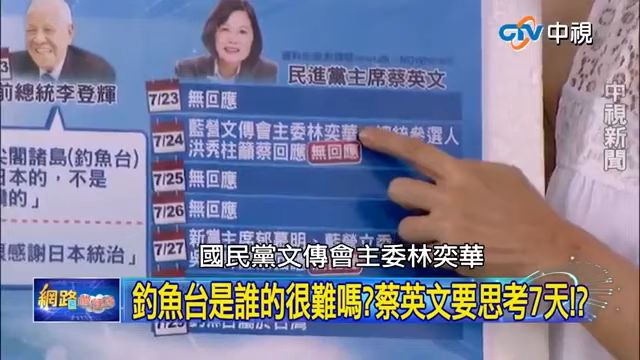 CTV中視
中視新聞
前總統李登輝
民進黨主席蔡英文
7/23 無回應
7/24 藍營文傳會主委林奕華
統參選人
洪秀柱籲蔡回應 無回應
7/25 無回應
7/26 無回應
7/27
尖閣諸島(釣魚台)
日本的,不是
的」
感謝日本統治」
國民黨文傳會主委林奕華
網路
釣魚台是誰的很難嗎?蔡英文要思考7天!?